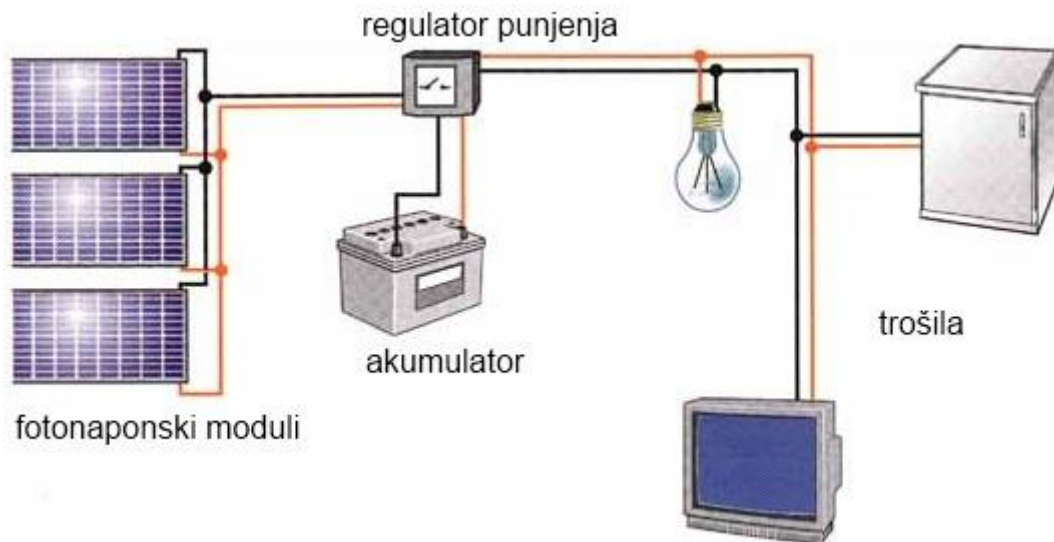 regulator punjenja
akumulator
trošila
fotonaponski moduli